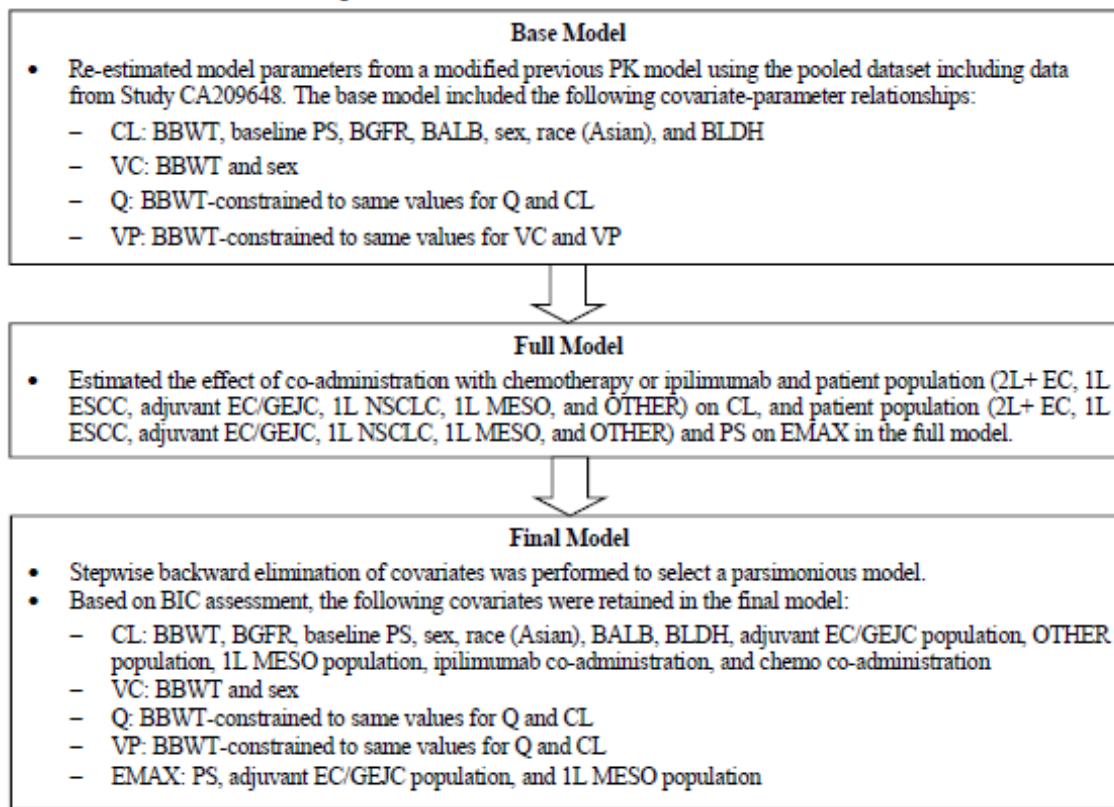 Base Model
• Re-estimated model parameters from a modified previous PK model using the pooled dataset including data
from Study CA209648. The base model included the following covariate-parameter relationships:
– CL: BBWT, baseline PS, BGFR, BALB, sex, race (Asian), and BLDH
– VC: BBWT and sex
– Q: BBWT-constrained to same values for Q and CL
– VP: BBWT-constrained to same values for VC and VP
Full Model
• Estimated the effect of co-administration with chemotherapy or ipilimumab and patient population (2L+ EC, 1L
ESCC, adjuvant EC/GEJC, 1L NSCLC, 1L MESO, and OTHER) on CL, and patient population (2L+ EC, 1L
ESCC, adjuvant EC/GEJC, 1L NSCLC, 1L MESO, and OTHER) and PS on EMAX in the full model.
Final Model
• Stepwise backward elimination of covariates was performed to select a parsimonious model.
• Based on BIC assessment, the following covariates were retained in the final model:
– CL: BBWT, BGFR, baseline PS, sex, race (Asian), BALB, BLDH, adjuvant EC/GEJC population, OTHER
population, 1L MESO population, ipilimumab co-administration, and chemo co-administration
– VC: BBWT and sex
– Q: BBWT-constrained to same values for Q and CL
– VP: BBWT-constrained to same values for Q and CL
– EMAX: PS, adjuvant EC/GEJC population, and 1L MESO population